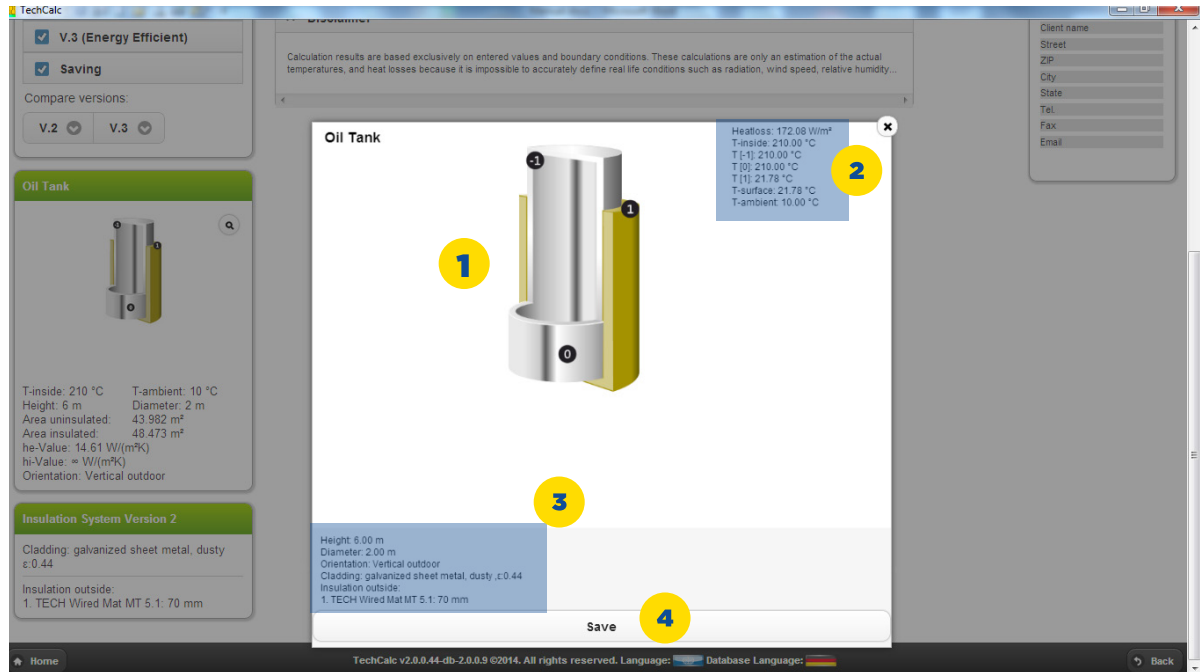 TechCalc
V.3 (Energy Efficient)
Saving
Compare versions:
V.2
V.3
Disclaimer
Calculation results are based exclusively on entered values and boundary conditions. These calculations are only an estimation of the actual
temperatures, and heat losses because it is impossible to accurately define real life conditions such as radiation, wind speed, relative humidity...
Client name
Street
ZIP
City
State
Tel.
Fax
Email
Oil Tank
-1
1
0
T-inside: 210 °C T-ambient: 10 °C
Height: 6 m Diameter: 2 m
Area uninsulated: 43.982 m²
Area insulated: 48.473 m²
he-Value: 14.61 W/(m²K)
hi-Value: ∞ W/(m²K)
Orientation: Vertical outdoor
Insulation System Version 2
Cladding: galvanized sheet metal, dusty
ε:0.44
Insulation outside:
1. TECH Wired Mat MT 5.1: 70 mm
Oil Tank
-1
1
0
1
Heatloss: 172.08 W/m²
T-inside: 210.00 °C
T [-1]: 210.00 °C
T [0]: 210.00 °C
T [1]: 21.78 °C
T-surface: 21.78 °C
T-ambient: 10.00 °C
2
3
Height: 6.00 m
Diameter: 2.00 m
Orientation: Vertical outdoor
Cladding: galvanized sheet metal, dusty ,ε:0.44
Insulation outside:
1. TECH Wired Mat MT 5.1: 70 mm
Save
4
Home
TechCalc v2.0.0.44-db-2.0.0.9 ©2014. All rights reserved. Language: Database Language:
Back